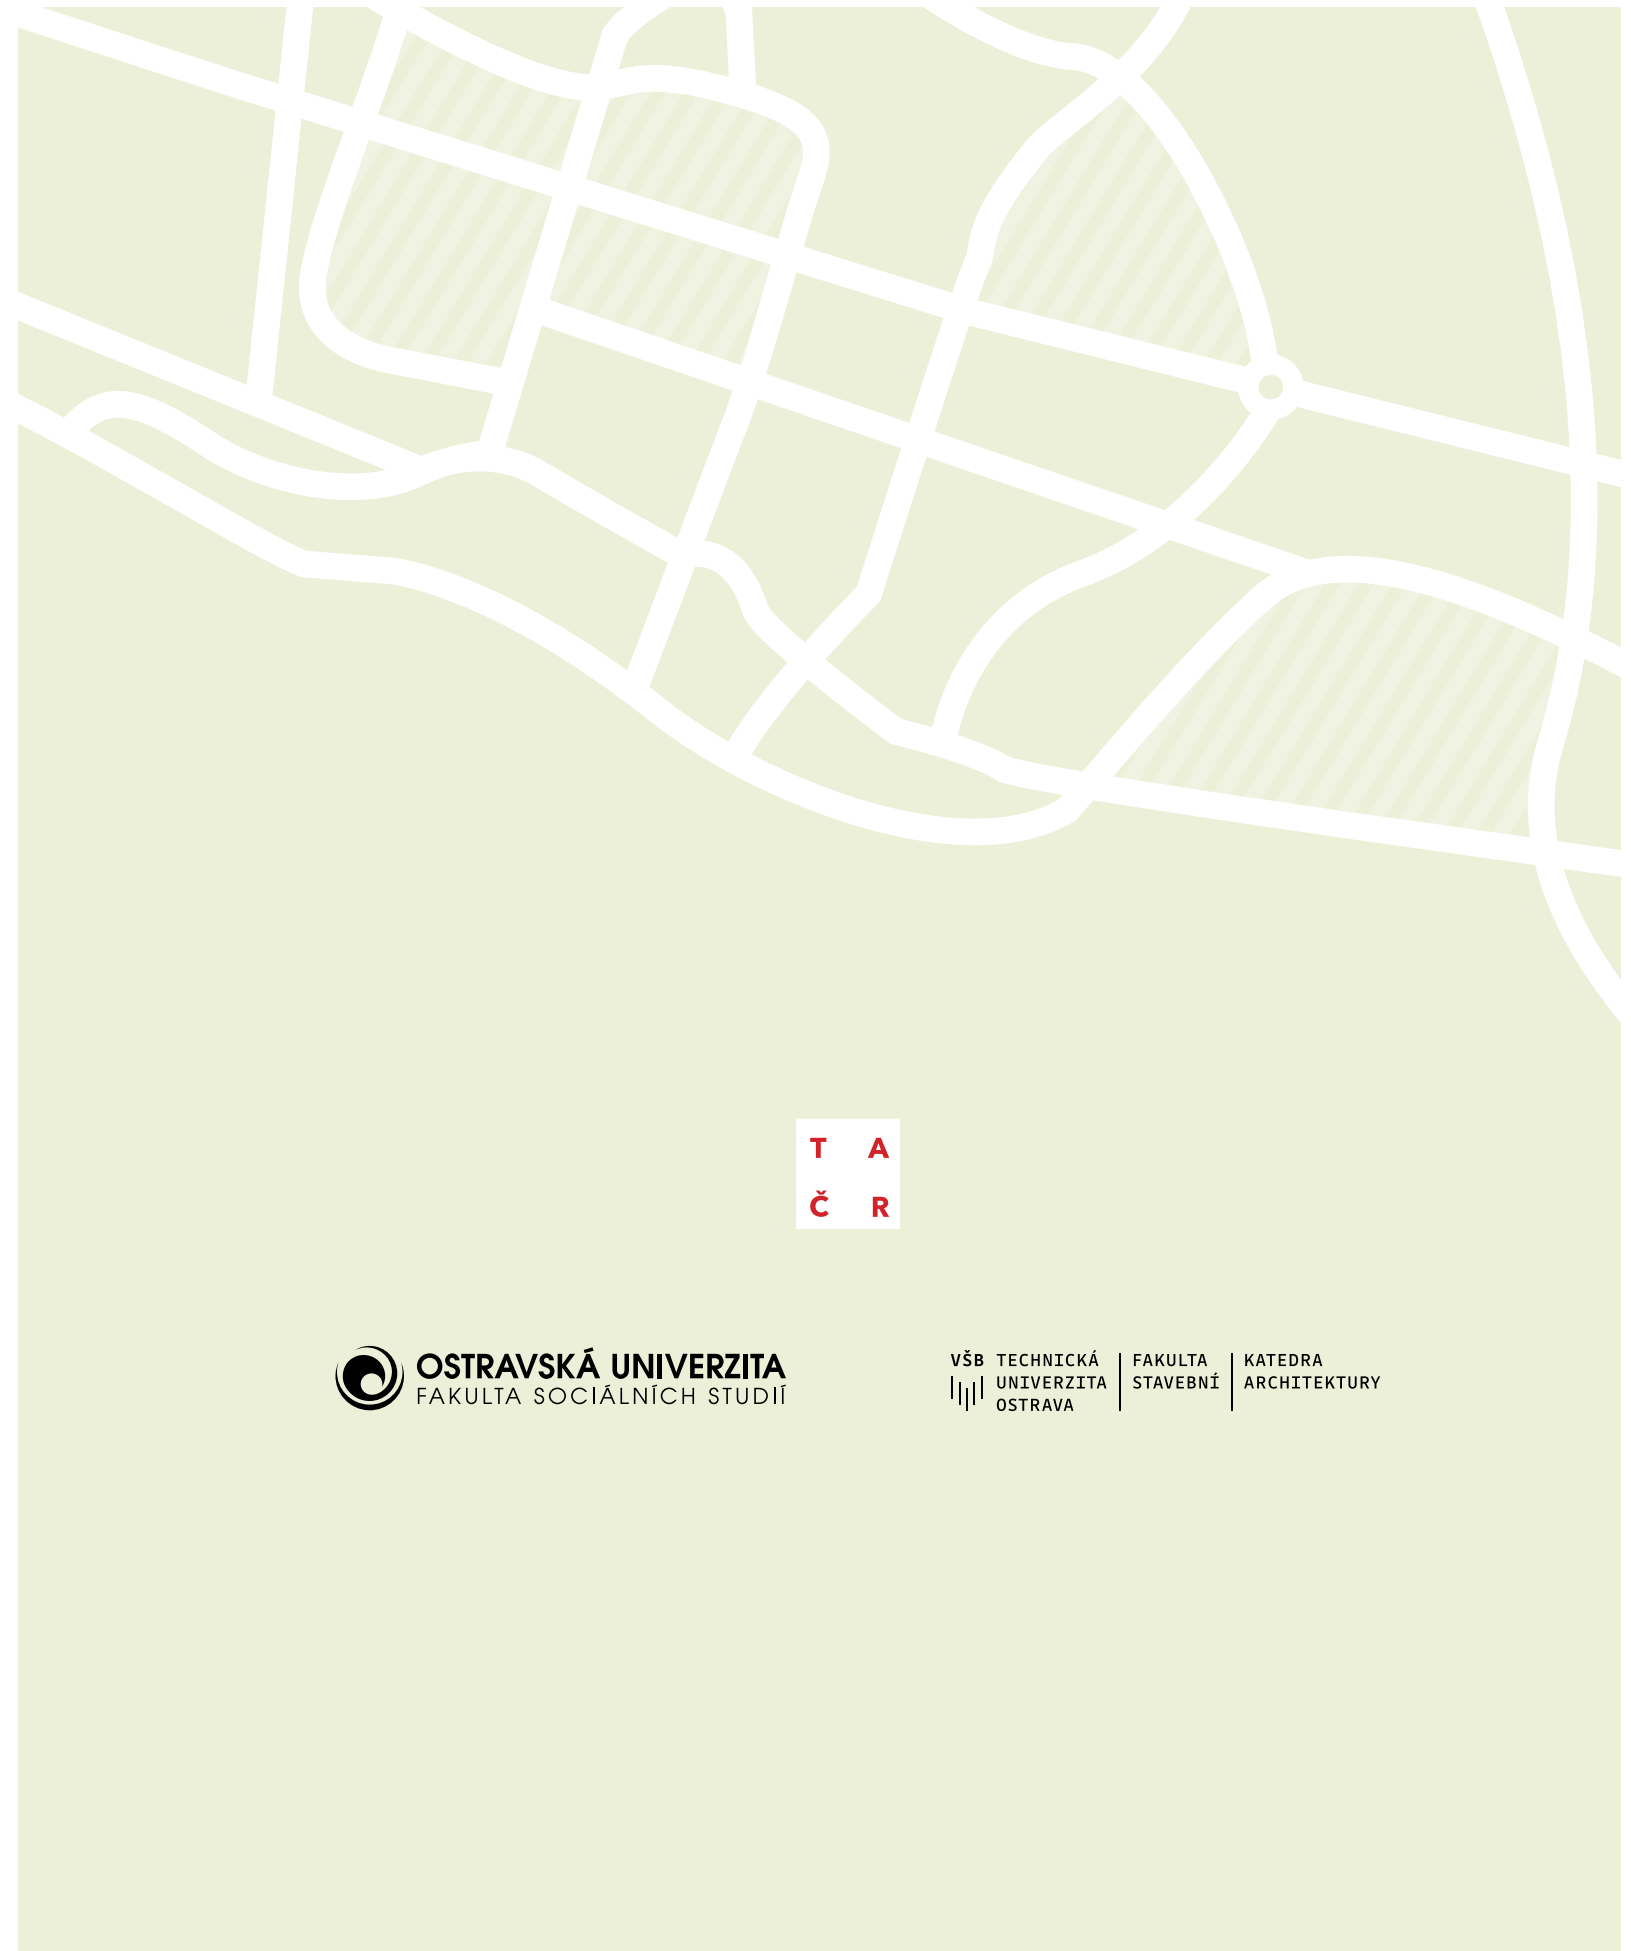 T A
Č R
OSTRAVSKÁ UNIVERZITA
FAKULTA SOCIÁLNÍCH STUDIÍ
VŠB TECHNICKÁ
UNIVERZITA
OSTRAVA
FAKULTA
STAVEBNÍ
KATEDRA
ARCHITEKTURY